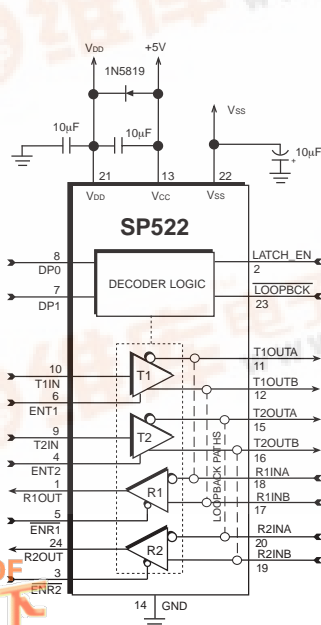 VDD +5V
1N5819
VSS
10µF 10µF 10µF
+
21 13 22
VDD VCC VSS
SP522
8 LATCH_EN
DP0 DECODER LOGIC 2
7 LOOPBCK
DP1 23
10 T1 T1OUTA
T1IN 11
6 T1OUTB
ENT1 12
9 T2 T2OUTA
T2IN 15
4 T2OUTB
ENT2 16
1 R1 R1INA
R1OUT 18
5 R1INB
ENR1 17
LOOPBACK PATHS
24 R2 R2INA
R2OUT 20
3 R2INB
ENR2 19
14 GND